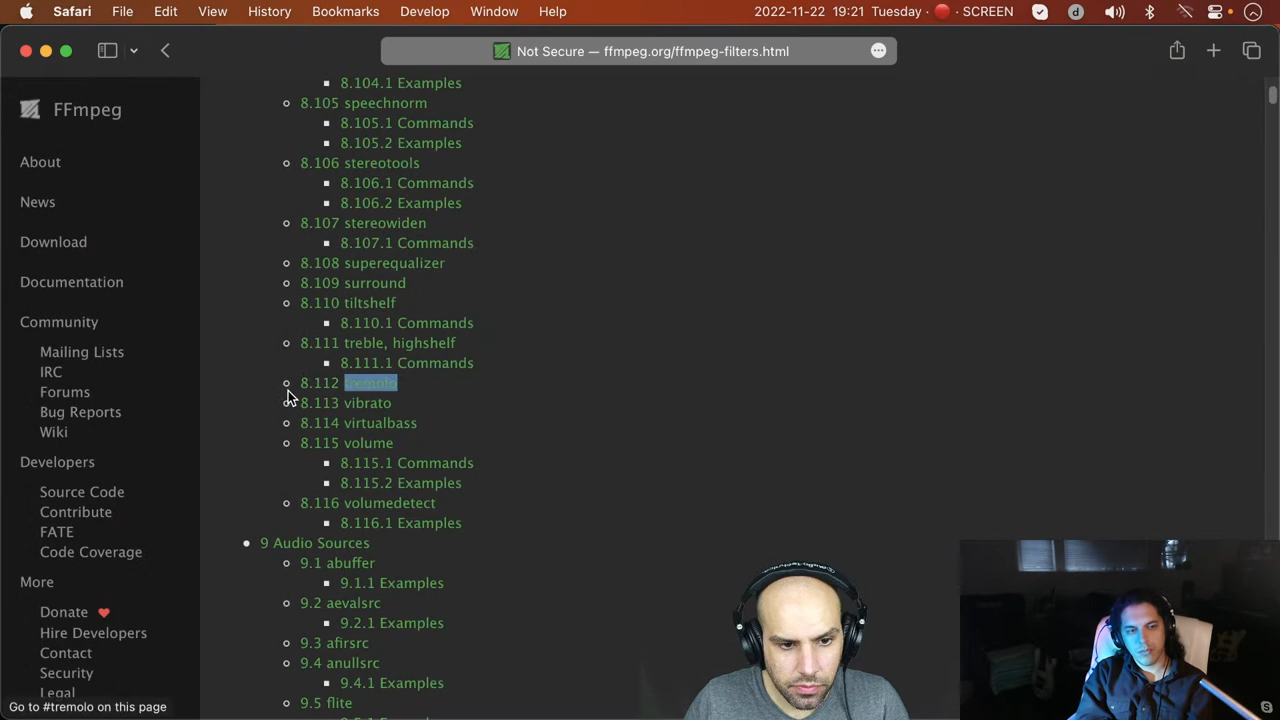 Safari File Edit View History Bookmarks Develop Window Help 2022-11-22 19:21 Tuesday 🔴 · SCREEN d
Not Secure — ffmpeg.org/ffmpeg-filters.html
FFmpeg
About
News
Download
Documentation
Community
Mailing Lists
IRC
Forums
Bug Reports
Wiki
Developers
Source Code
Contribute
FATE
Code Coverage
More
Donate
Hire Developers
Contact
Security
Legal
Go to #tremolo on this page
8.104.1 Examples
8.105 speechnorm
8.105.1 Commands
8.105.2 Examples
8.106 stereotools
8.106.1 Commands
8.106.2 Examples
8.107 stereowiden
8.107.1 Commands
8.108 superequalizer
8.109 surround
8.110 tiltshelf
8.110.1 Commands
8.111 treble, highshelf
8.111.1 Commands
8.112 tremolo
8.113 vibrato
8.114 virtualbass
8.115 volume
8.115.1 Commands
8.115.2 Examples
8.116 volumedetect
8.116.1 Examples
9 Audio Sources
9.1 abuffer
9.1.1 Examples
9.2 aevalsrc
9.2.1 Examples
9.3 afirsrc
9.4 anullsrc
9.4.1 Examples
9.5 flite